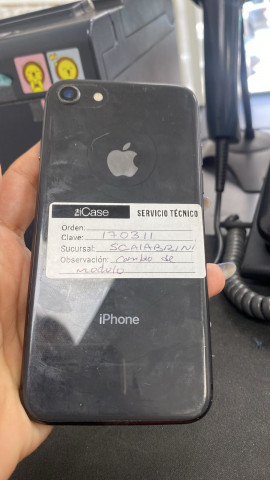 iCase SERVICIO TÉCNICO
Orden:
Clave: 170311
Sucursal: SCALABRINI
Observación: cambio de
modulo
iPhone